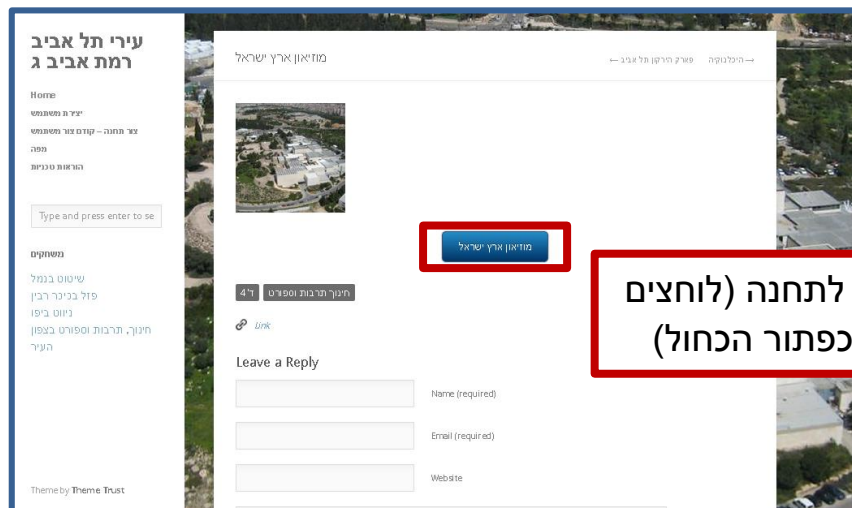 עירי תל אביב
רמת אביב ג
Home
יצירת משתמש
צור תחנה – קודם צור משתמש
מפה
הוראות טכניות
Type and press enter to se
משחקים
שיטוט בנמל
פזל בכיכר רבין
ניווט ביפו
חינוך, תרבות וספורט בצפון
העיר
Theme by Theme Trust
מוזיאון ארץ ישראל
← פארק הירקון תל אביב
היכלנוקיה →
מוזיאון ארץ ישראל
חינוך תרבות וספורט
ד'4
link
Leave a Reply
Name (required)
Email (required)
Website
לתחנה (לוחצים
כפתור הכחול)